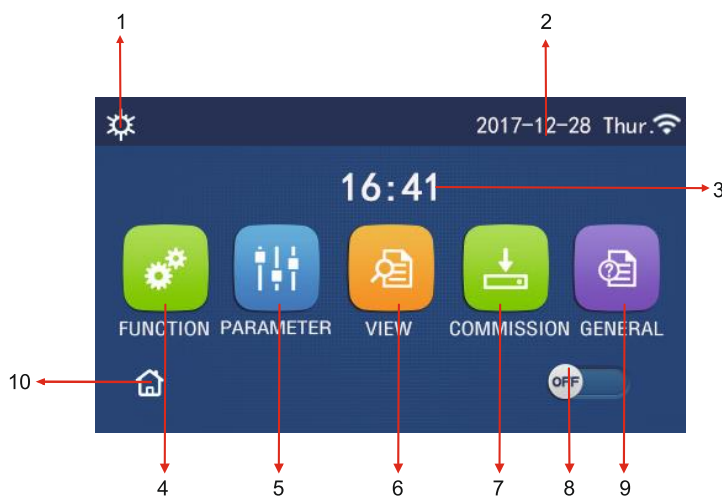 1
2
2017-12-28 Thur.
16:41
3
FUNCTION
PARAMETER
VIEW
COMMISSION
GENERAL
10
OFF
4
5
6
7
8
9